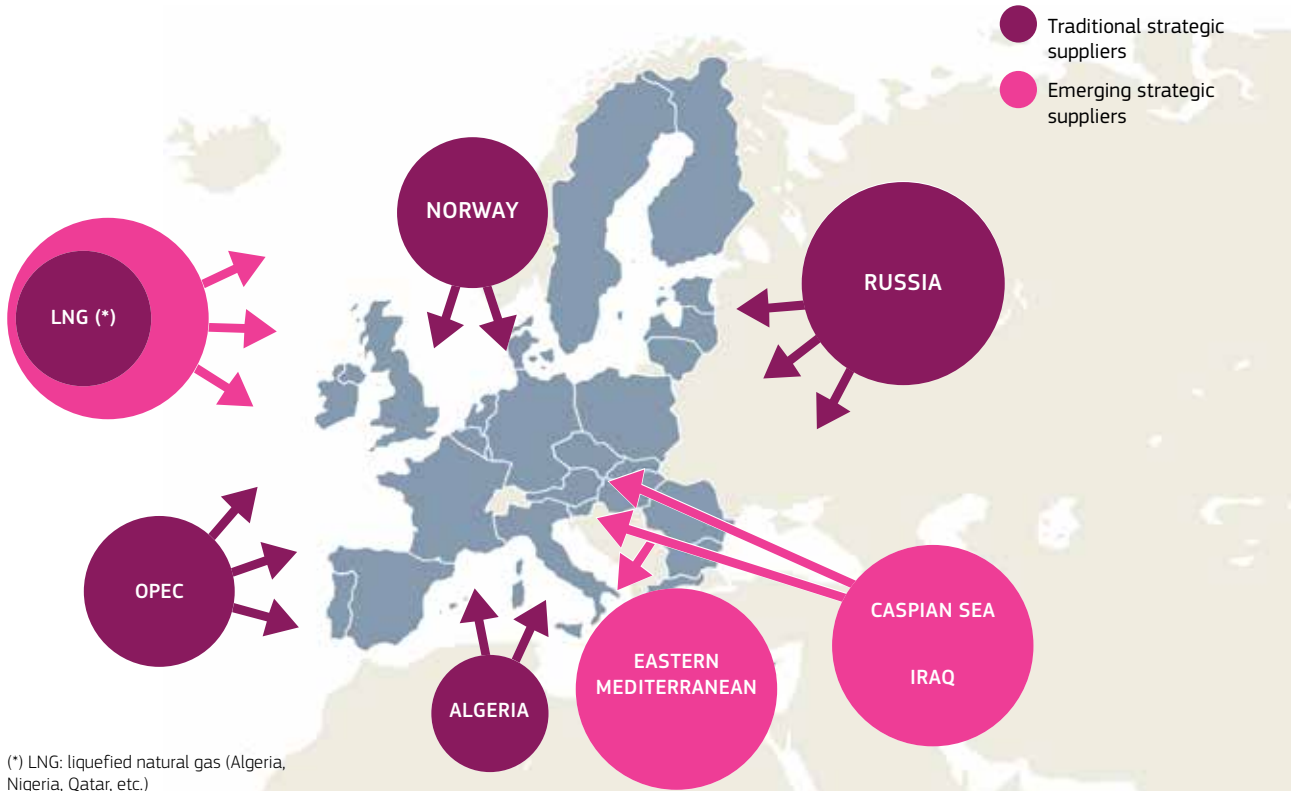 Traditional strategic
suppliers
Emerging strategic
suppliers
NORWAY
RUSSIA
LNG (*)
OPEC
CASPIAN SEA
IRAQ
EASTERN
MEDITERRANEAN
ALGERIA
(*) LNG: liquefied natural gas (Algeria,
Nigeria, Qatar, etc.)